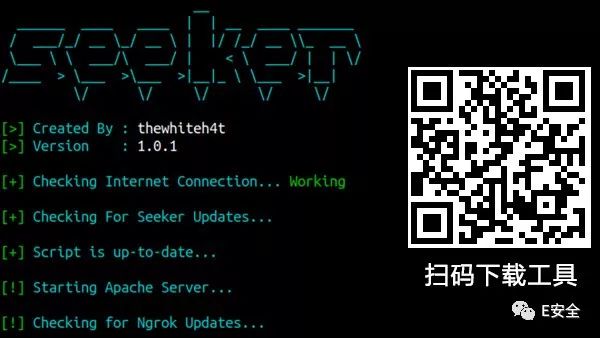 seeker
[>] Created By : thewhiteh4t
[>] Version    : 1.0.1
[+] Checking Internet Connection... Working
[+] Checking For Seeker Updates...
[+] Script is up-to-date...
[!] Starting Apache Server...
[!] Checking for Ngrok Updates...
扫码下载工具
E安全